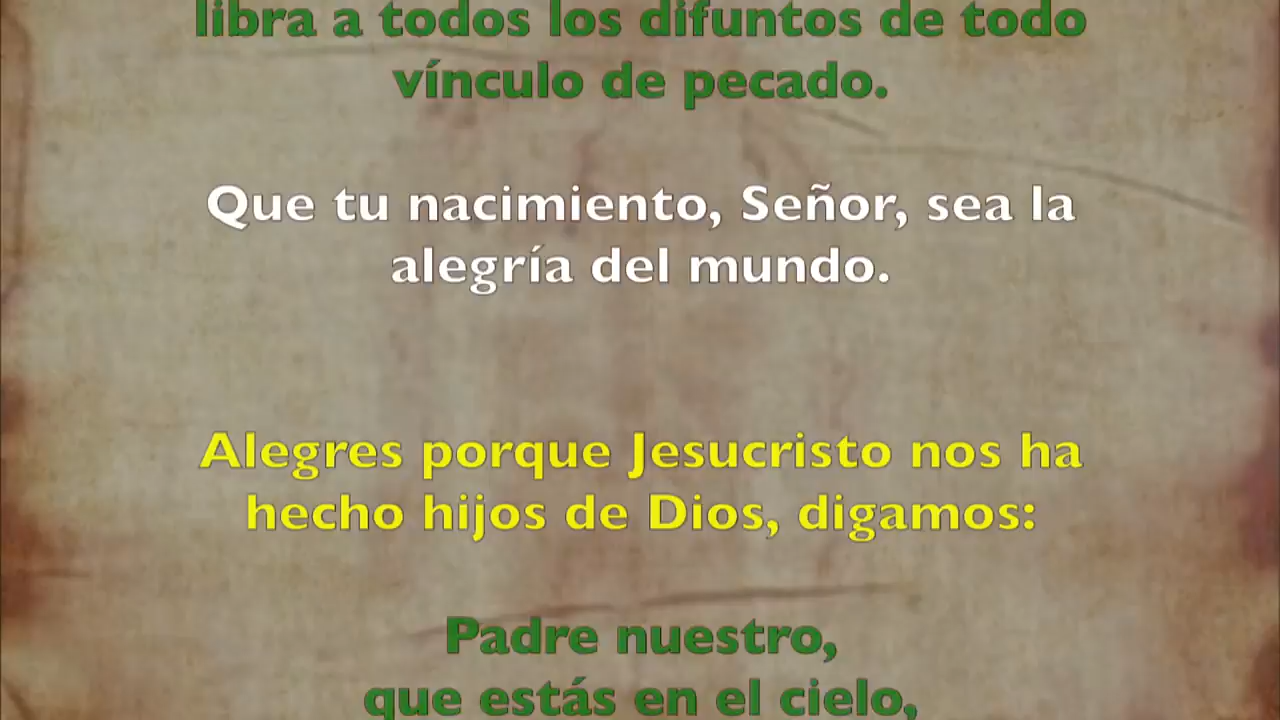 libra a todos los difuntos de todo
vínculo de pecado.
Que tu nacimiento, Señor, sea la
alegría del mundo.
Alegres porque Jesucristo nos ha
hecho hijos de Dios, digamos:
Padre nuestro,
que estás en el cielo,